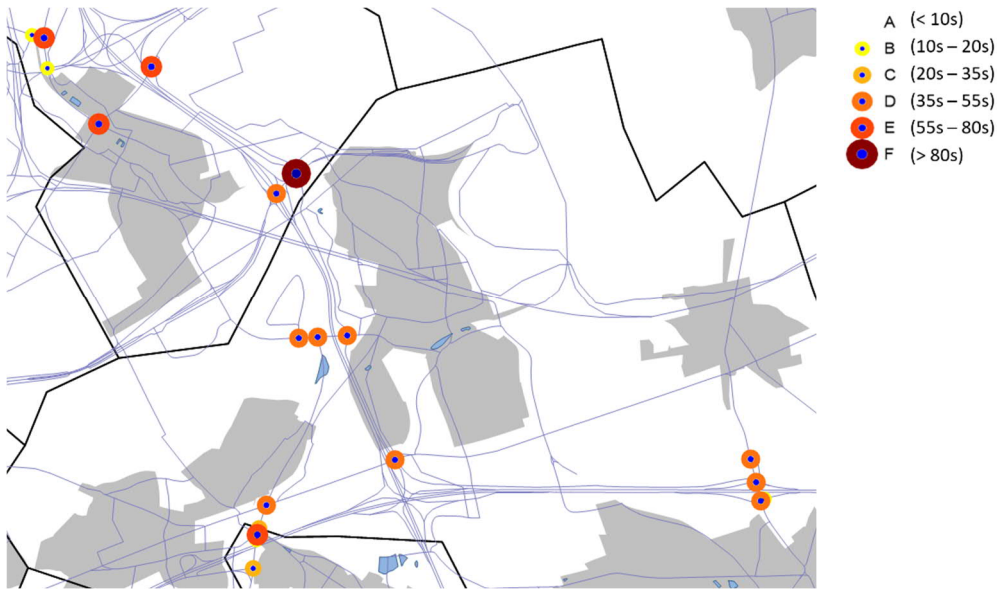 A (< 10s)
B (10s – 20s)
C (20s – 35s)
D (35s – 55s)
E (55s – 80s)
F (> 80s)